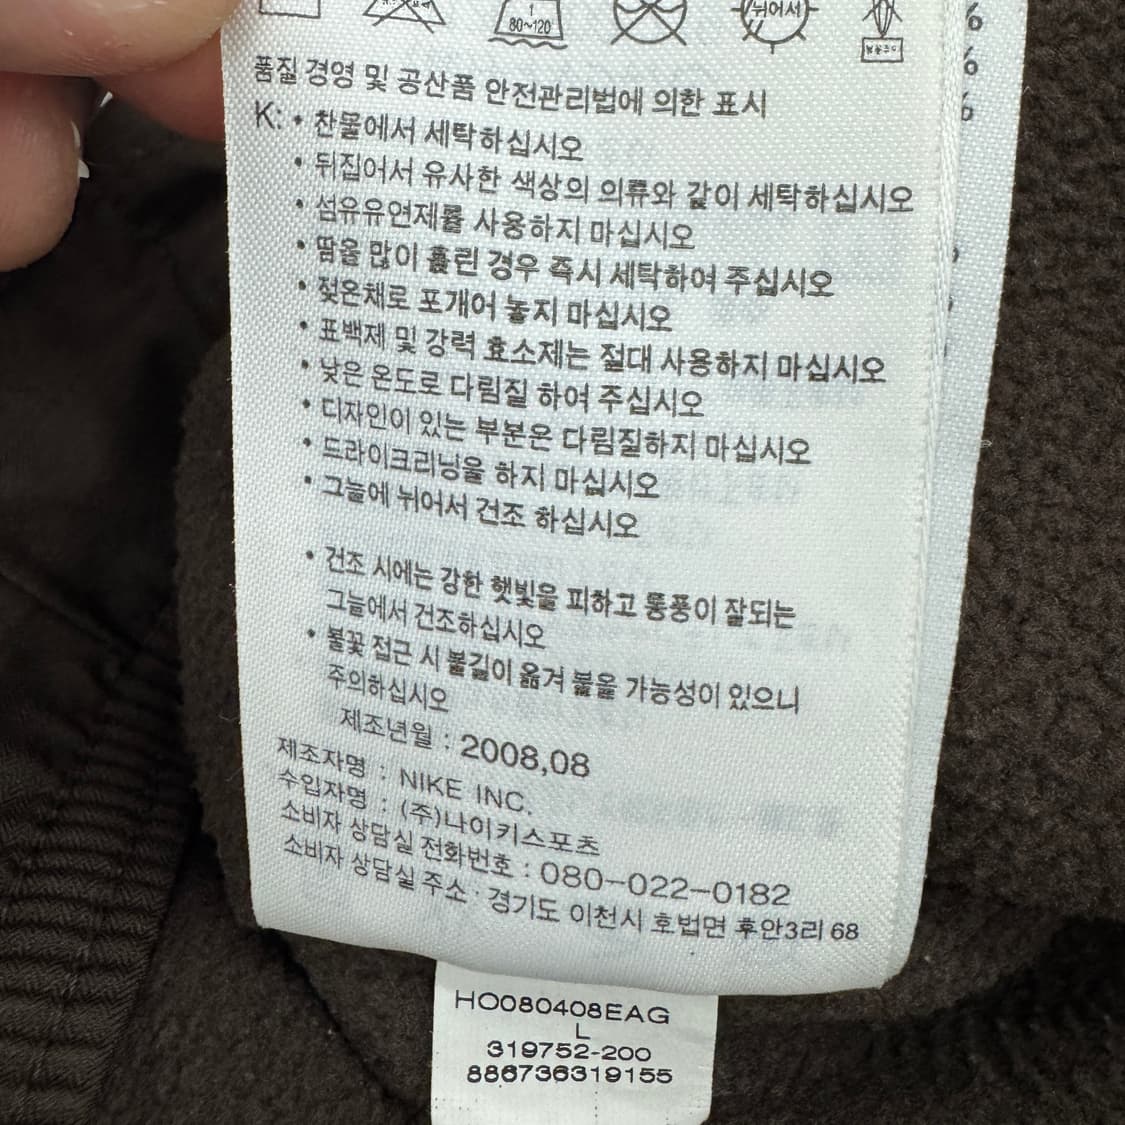 1
80~120
뉘어서
품질 경영 및 공산품 안전관리법에 의한 표시
K: • 찬물에서 세탁하십시오
• 뒤집어서 유사한 색상의 의류와 같이 세탁하십시오
• 섬유유연제를 사용하지 마십시오
• 땀을 많이 흘린 경우 즉시 세탁하여 주십시오
• 젖은채로 포개어 놓지 마십시오
• 표백제 및 강력 효소제는 절대 사용하지 마십시오
• 낮은 온도로 다림질 하여 주십시오
• 디자인이 있는 부분은 다림질하지 마십시오
• 드라이크리닝을 하지 마십시오
• 그늘에 뉘어서 건조 하십시오
• 건조 시에는 강한 햇빛을 피하고 통풍이 잘되는
그늘에서 건조하십시오
• 불꽃 접근 시 불길이 옮겨 붙을 가능성이 있으니
주의하십시오
제조년월 : 2008,08
제조자명 : NIKE INC.
수입자명 : (주)나이키스포츠
소비자 상담실 전화번호 : 080-022-0182
소비자 상담실 주소 · 경기도 이천시 호법면 후안3리 68
%
%
%
HO080408EAG
L
319752-200
886736319155